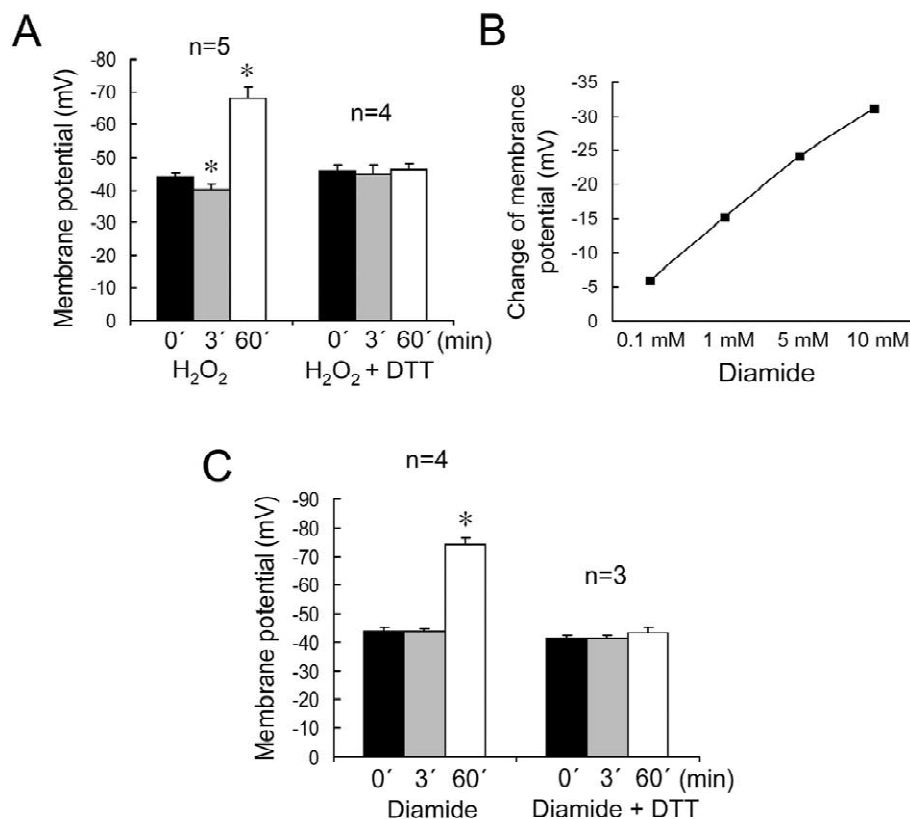 A
n=5
n=4
*
*
Membrane potential (mV)
-80
-70
-60
-50
-40
-30
-20
-10
0
0´ 3´ 60´ 0´ 3´ 60´ (min)
H₂O₂ H₂O₂ + DTT
B
Change of membrance
potential (mV)
-35
-30
-25
-20
-15
-10
-5
0
0.1 mM 1 mM 5 mM 10 mM
Diamide
C
n=4
n=3
*
Membrane potential (mV)
-90
-80
-70
-60
-50
-40
-30
-20
-10
0
0´ 3´ 60´ 0´ 3´ 60´ (min)
Diamide Diamide + DTT